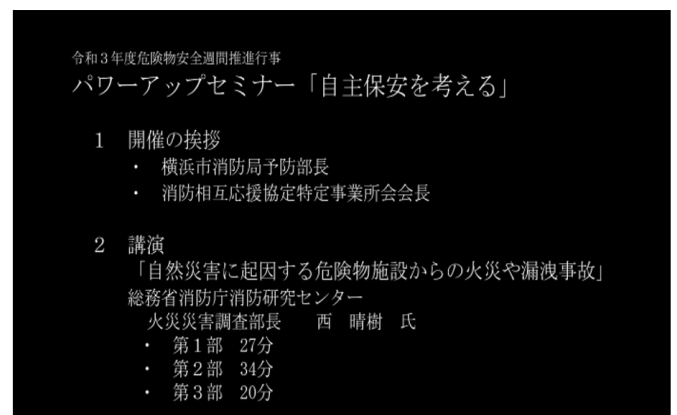 令和３年度危険物安全週間推進行事
パワーアップセミナー「自主保安を考える」
１　開催の挨拶
・　横浜市消防局予防部長
・　消防相互応援協定特定事業所会会長
２　講演
「自然災害に起因する危険物施設からの火災や漏洩事故」
総務省消防庁消防研究センター
火災災害調査部長　　西　晴樹　氏
・　第１部　27分
・　第２部　34分
・　第３部　20分